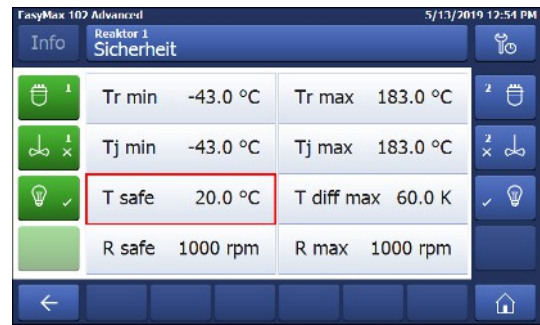 EasyMax 102 Advanced 5/13/2019 12:54 PM
Info
Reaktor 1
Sicherheit
1 Tr min -43.0 °C Tr max 183.0 °C 2
1 Tj min -43.0 °C Tj max 183.0 °C 2
T safe 20.0 °C T diff max 60.0 K
R safe 1000 rpm R max 1000 rpm